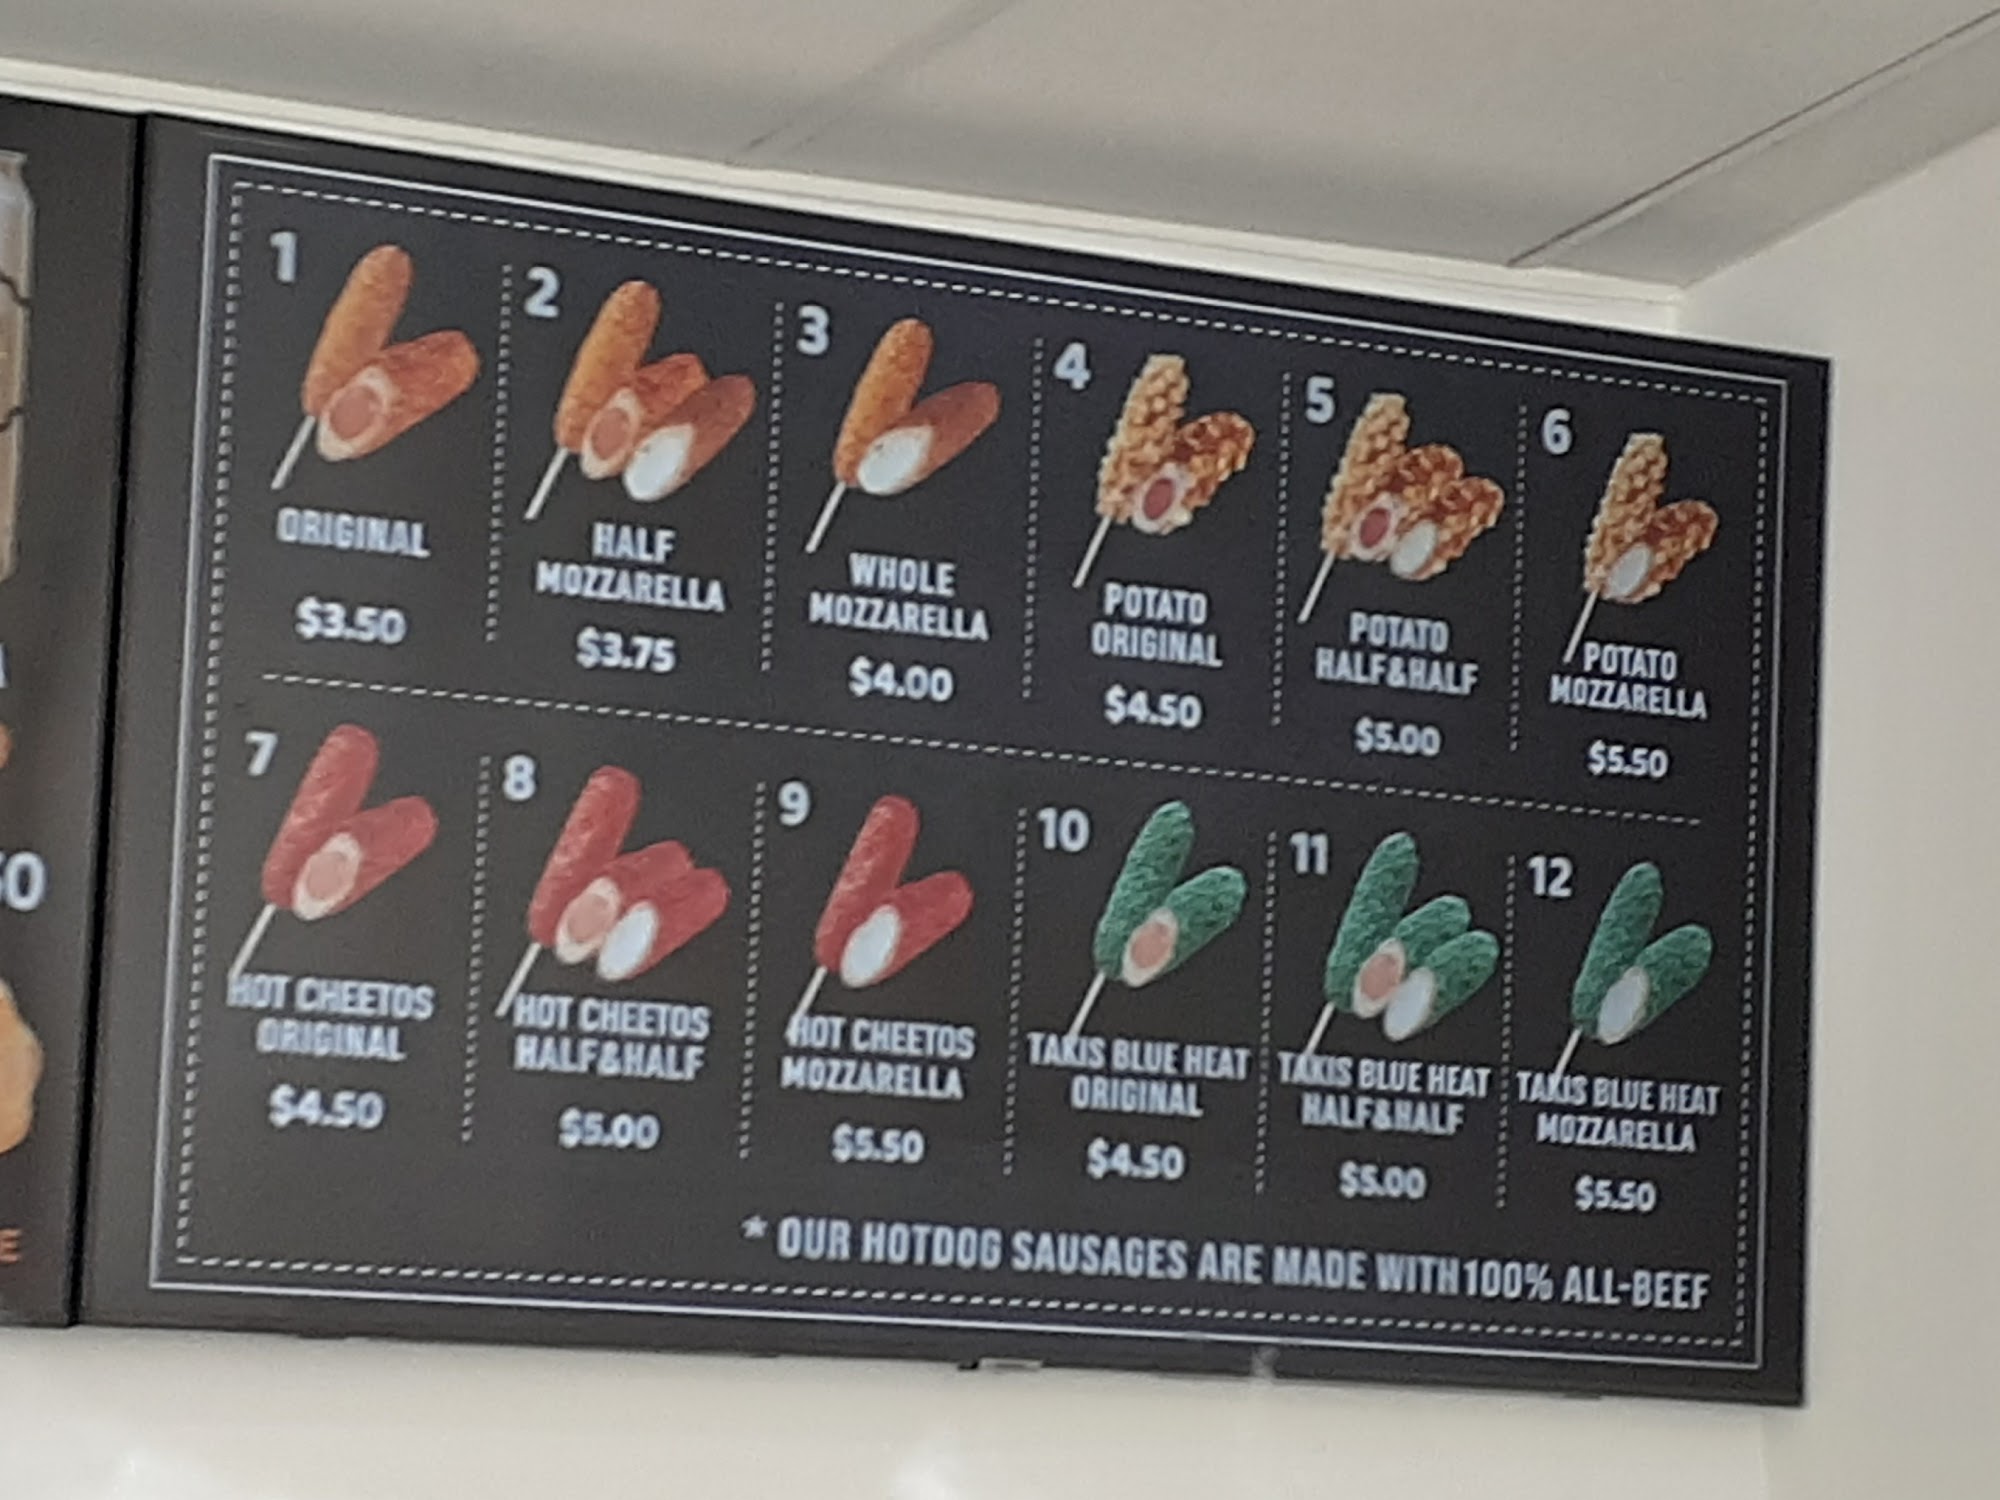 1
ORIGINAL
$3.50
2
HALF
MOZZARELLA
$3.75
3
WHOLE
MOZZARELLA
$4.00
4
POTATO
ORIGINAL
$4.50
5
POTATO
HALF&HALF
$5.00
6
POTATO
MOZZARELLA
$5.50
7
HOT CHEETOS
ORIGINAL
$4.50
8
HOT CHEETOS
HALF&HALF
$5.00
9
HOT CHEETOS
MOZZARELLA
$5.50
10
TAKIS BLUE HEAT
ORIGINAL
$4.50
11
TAKIS BLUE HEAT
HALF&HALF
$5.00
12
TAKIS BLUE HEAT
MOZZARELLA
$5.50
* OUR HOTDOG SAUSAGES ARE MADE WITH100% ALL-BEEF